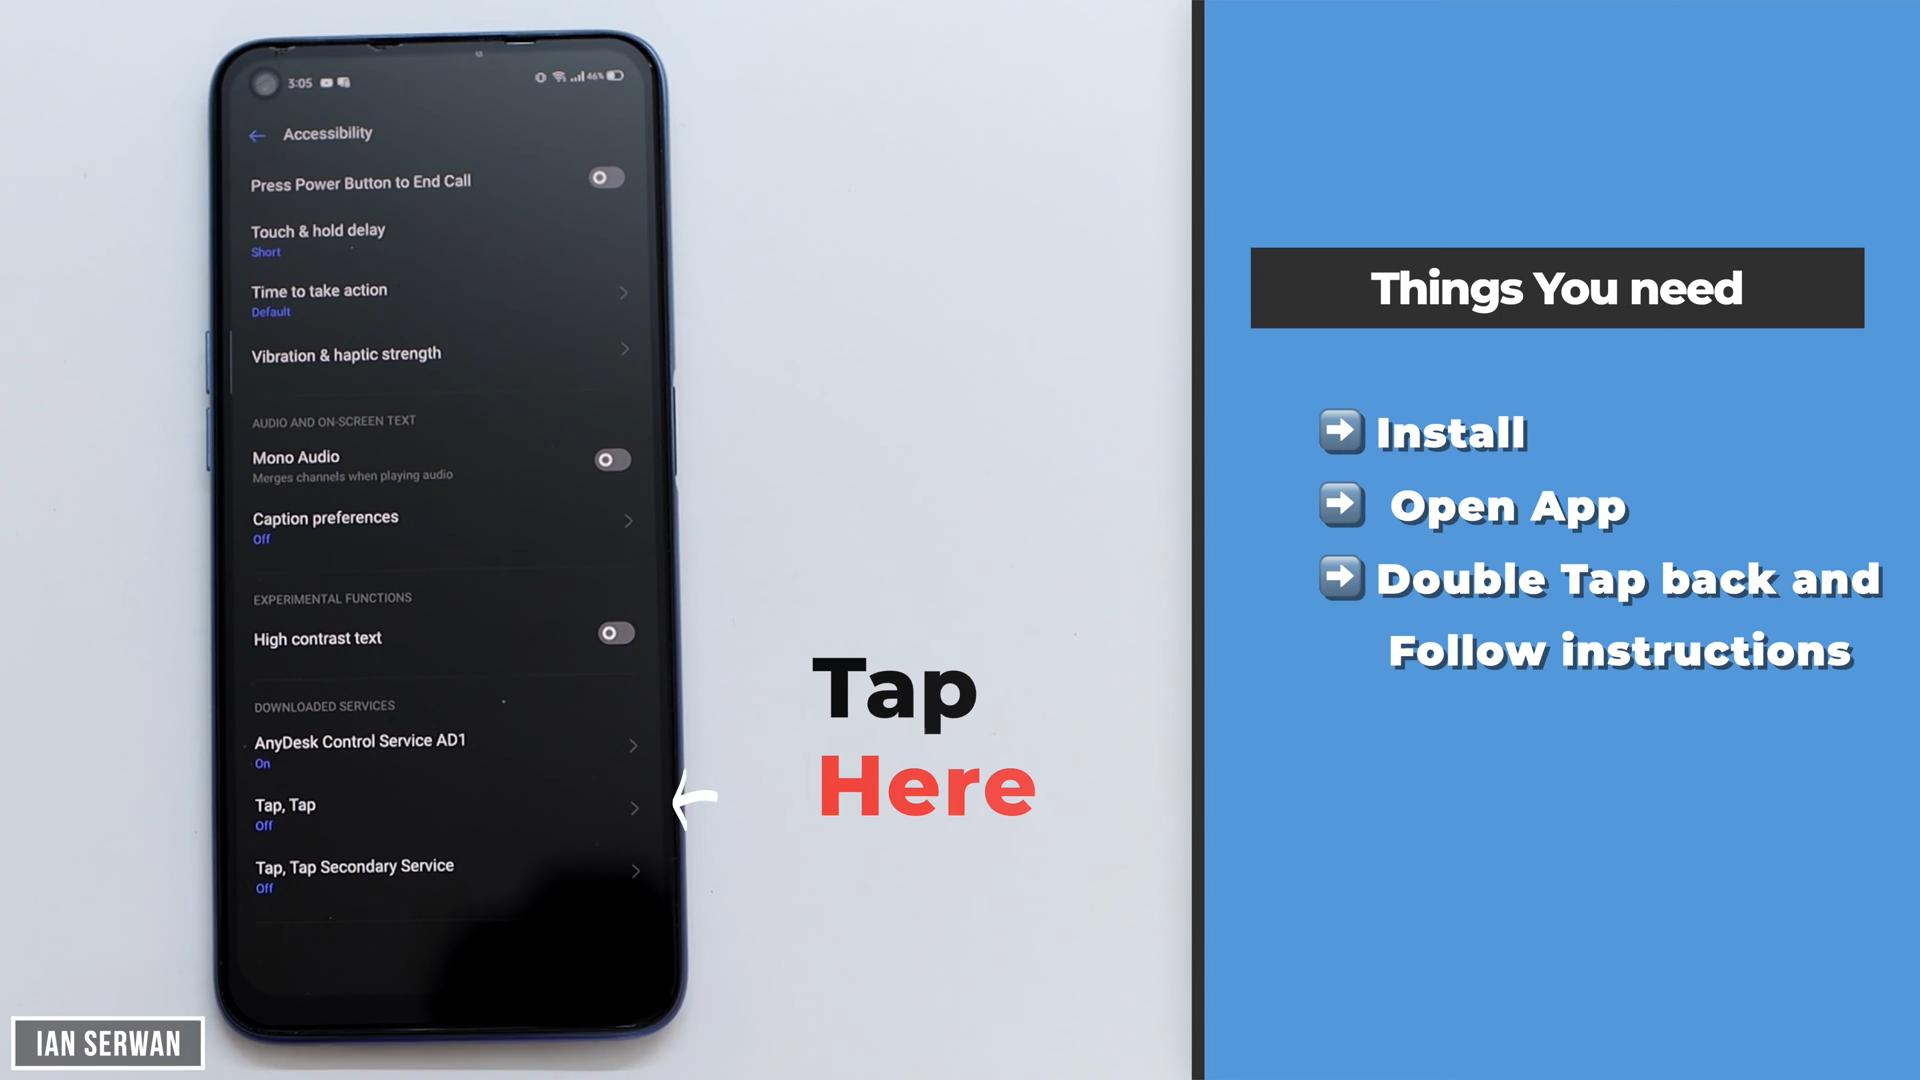 3:05
46%
Accessibility
Press Power Button to End Call
Touch & hold delay
Short
Time to take action
Default
Vibration & haptic strength
AUDIO AND ON-SCREEN TEXT
Mono Audio
Merges channels when playing audio
Caption preferences
Off
EXPERIMENTAL FUNCTIONS
High contrast text
DOWNLOADED SERVICES
AnyDesk Control Service AD1
On
Tap, Tap
Off
Tap, Tap Secondary Service
Off
Tap
Here
Things You need
Install
Open App
Double Tap back and
Follow instructions
IAN SERWAN